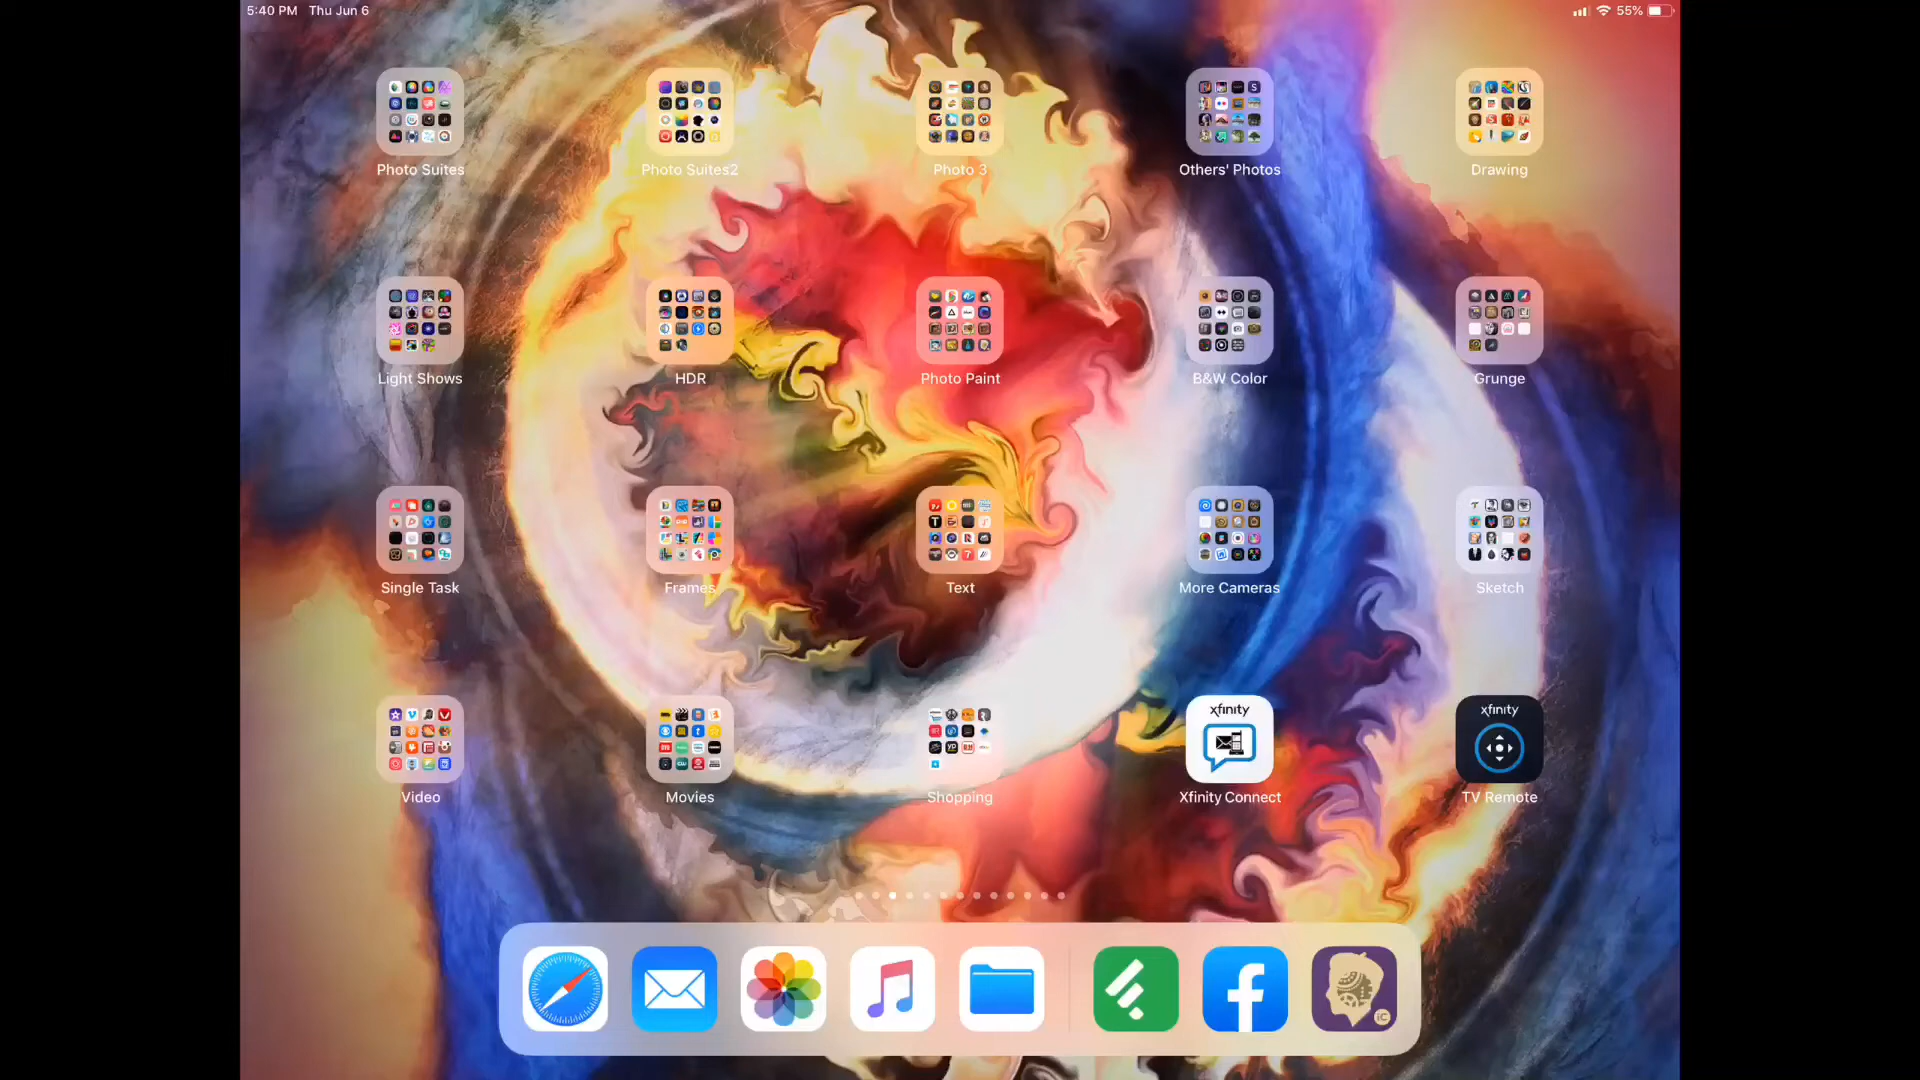 5:40 PM Thu Jun 6
55%
Photo Suites
Photo Suites2
Photo 3
Others' Photos
Drawing
Light Shows
HDR
Photo Paint
B&W Color
Grunge
Single Task
Frames
Text
More Cameras
Sketch
xfinity
xfinity
Video
Movies
Shopping
Xfinity Connect
TV Remote
iC